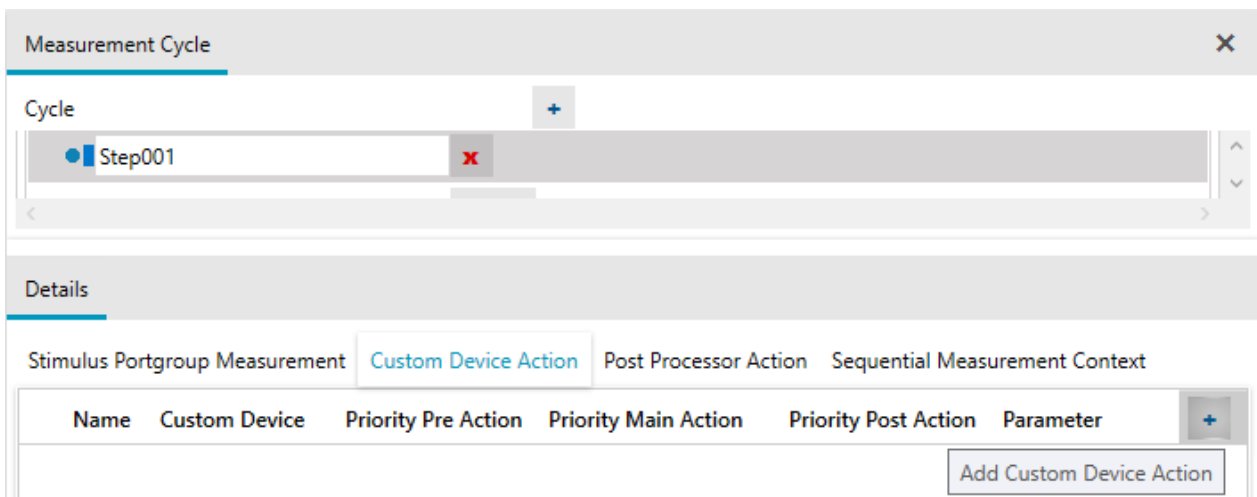 Measurement Cycle
Cycle +
Step001 x
Details
Stimulus Portgroup Measurement Custom Device Action Post Processor Action Sequential Measurement Context
Name Custom Device Priority Pre Action Priority Main Action Priority Post Action Parameter +
Add Custom Device Action